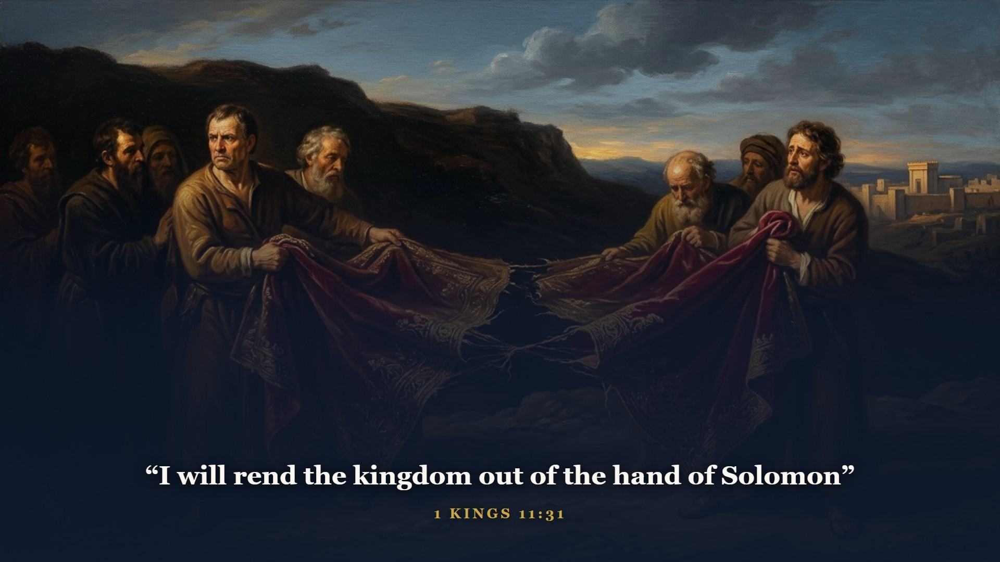 “I will rend the kingdom out of the hand of Solomon”
1 KINGS 11:31